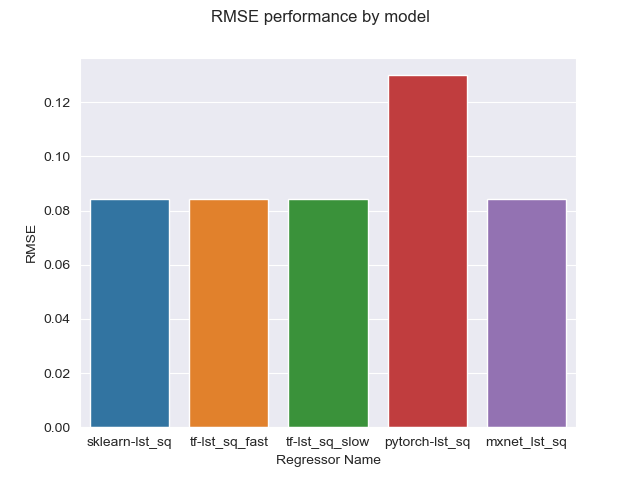 RMSE performance by model
0.12
0.10
0.08
0.06
0.04
0.02
0.00
RMSE
sklearn-lst_sq tf-lst_sq_fast tf-lst_sq_slow pytorch-lst_sq mxnet_lst_sq
Regressor Name